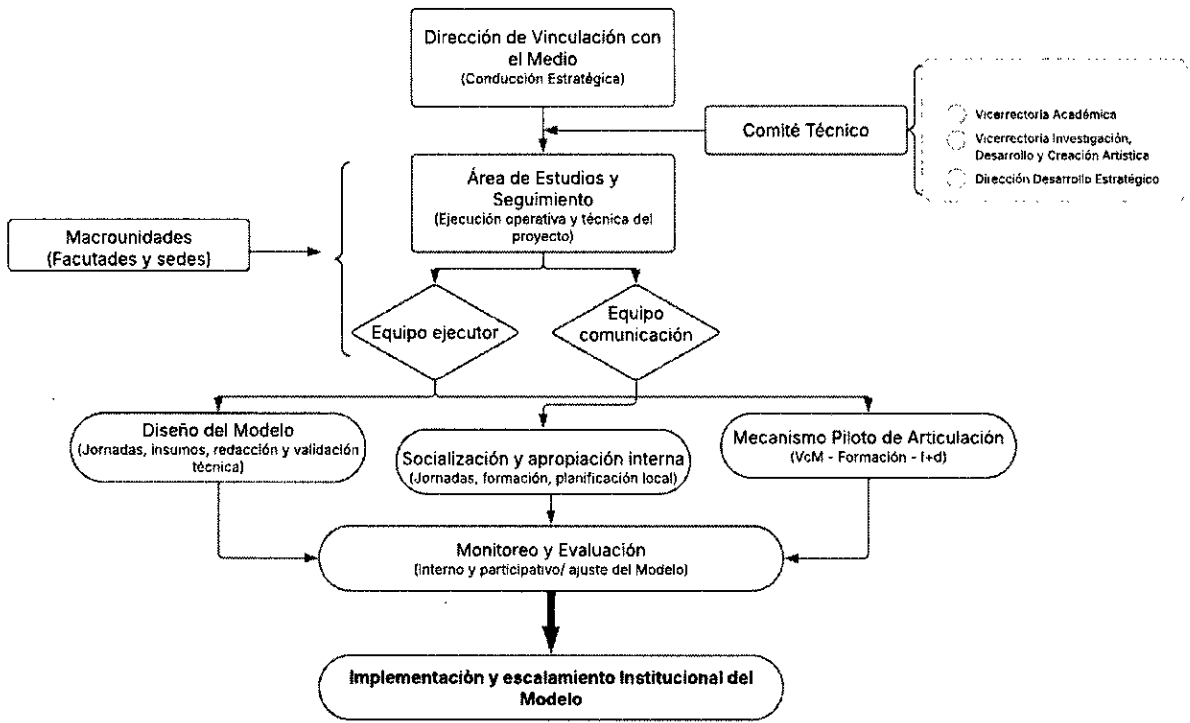 Dirección de Vinculación con
el Medio
(Conducción Estratégica)
Comité Técnico
Vicerrectoría Académica
Vicerrectoría Investigación,
Desarrollo y Creación Artística
Dirección Desarrollo Estratégico
Área de Estudios y
Seguimiento
(Ejecución operativa y técnica del
proyecto)
Macrounidades
(Facutades y sedes)
Equipo ejecutor
Equipo
comunicación
Diseño del Modelo
(Jornadas, insumos, redacción y validación
técnica)
Socialización y apropiación interna
(Jornadas, formación, planificación local)
Mecanismo Piloto de Articulación
(VcM - Formación - I+d)
Monitoreo y Evaluación
(Interno y participativo/ ajuste del Modelo)
Implementación y escalamiento Institucional del
Modelo